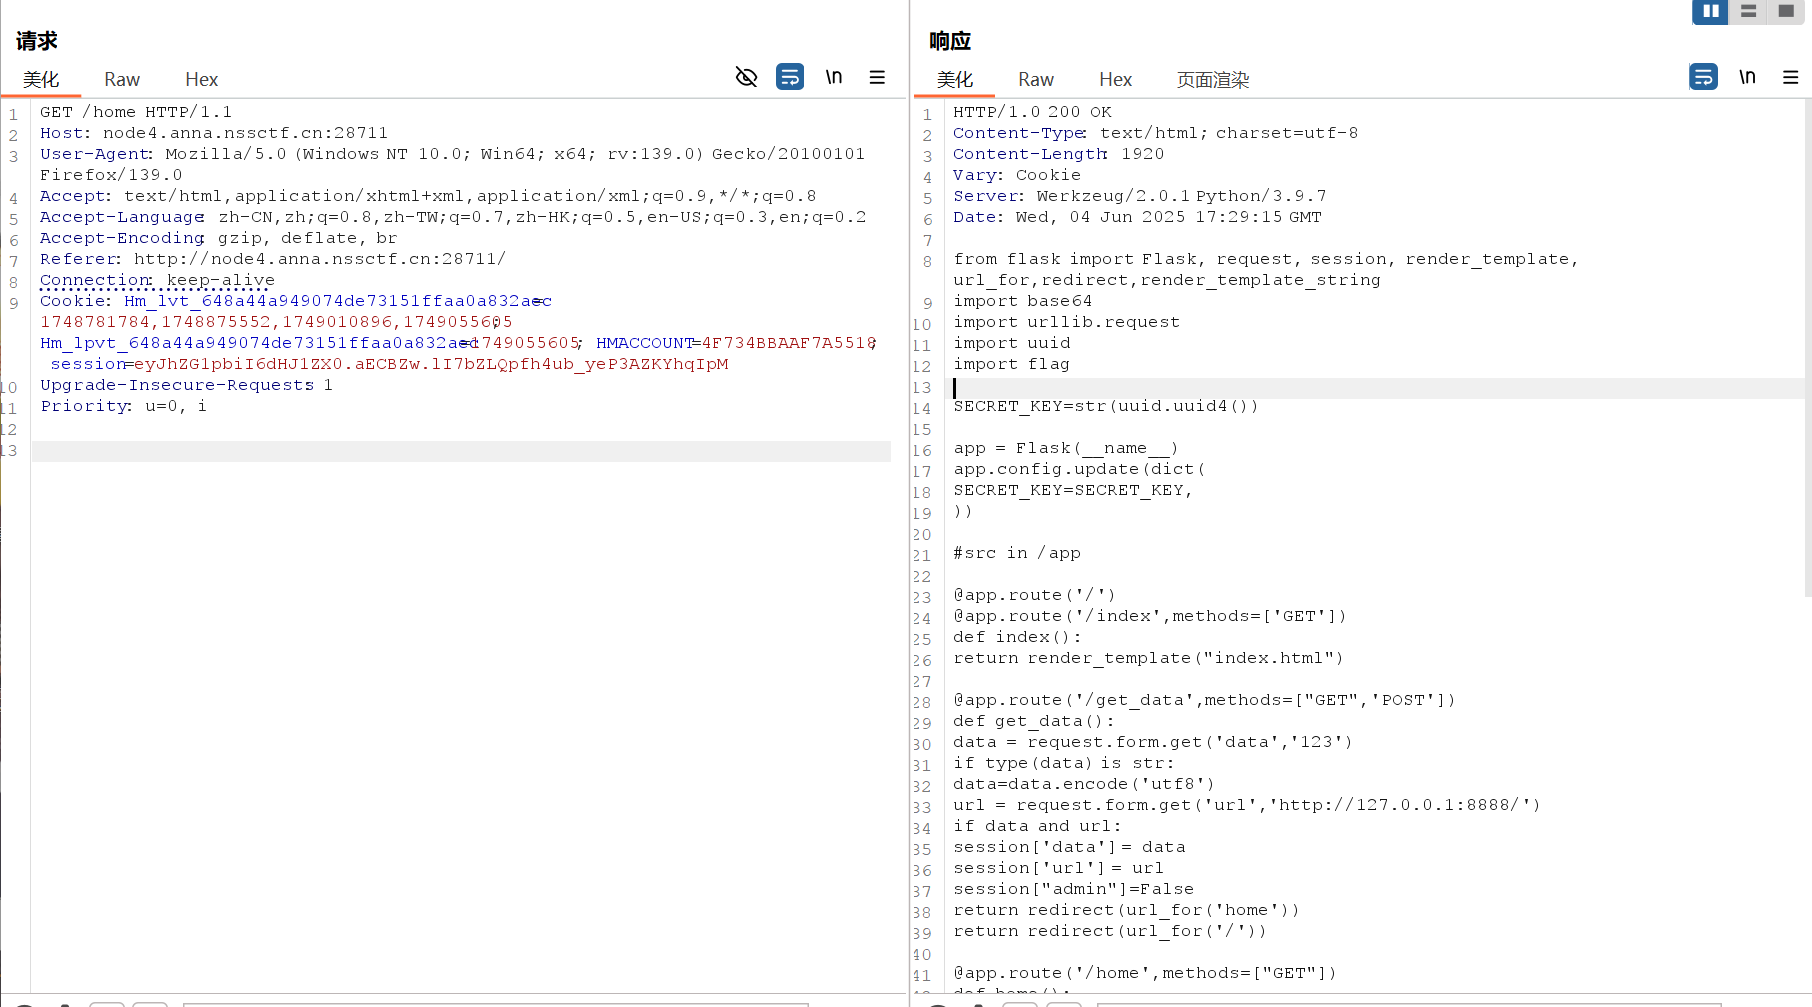 请求
美化 Raw Hex \n
1 GET /home HTTP/1.1
2 Host: node4.anna.nssctf.cn:28711
3 User-Agent: Mozilla/5.0 (Windows NT 10.0; Win64; x64; rv:139.0) Gecko/20100101
Firefox/139.0
4 Accept: text/html,application/xhtml+xml,application/xml;q=0.9,*/*;q=0.8
5 Accept-Language: zh-CN,zh;q=0.8,zh-TW;q=0.7,zh-HK;q=0.5,en-US;q=0.3,en;q=0.2
6 Accept-Encoding: gzip, deflate, br
7 Referer: http://node4.anna.nssctf.cn:28711/
8 Connection: keep-alive
9 Cookie: Hm_lvt_648a44a949074de73151ffaa0a832aec=
1748781784,1748875552,1749010896,1749055605;
Hm_lpvt_648a44a949074de73151ffaa0a832aec=1749055605; HMACCOUNT=4F734BBAAF7A5518;
session=eyJhZG1pbiI6dHJ1ZX0.aECBZw.lI7bZLQpfh4ub_yeP3AZKYhqIpM
10 Upgrade-Insecure-Requests: 1
11 Priority: u=0, i
12
13
响应
美化 Raw Hex 页面渲染 \n
1 HTTP/1.0 200 OK
2 Content-Type: text/html; charset=utf-8
3 Content-Length: 1920
4 Vary: Cookie
5 Server: Werkzeug/2.0.1 Python/3.9.7
6 Date: Wed, 04 Jun 2025 17:29:15 GMT
7
8 from flask import Flask, request, session, render_template,
url_for,redirect,render_template_string
9 import base64
10 import urllib.request
11 import uuid
12 import flag
13
14 SECRET_KEY=str(uuid.uuid4())
15
16 app = Flask(__name__)
17 app.config.update(dict(
18 SECRET_KEY=SECRET_KEY,
19 ))
20
21 #src in /app
22
23 @app.route('/')
24 @app.route('/index',methods=['GET'])
25 def index():
26 return render_template("index.html")
27
28 @app.route('/get_data',methods=["GET",'POST'])
29 def get_data():
30 data = request.form.get('data','123')
31 if type(data) is str:
32 data=data.encode('utf8')
33 url = request.form.get('url','http://127.0.0.1:8888/')
34 if data and url:
35 session['data'] = data
36 session['url'] = url
37 session["admin"]=False
38 return redirect(url_for('home'))
39 return redirect(url_for('/'))
40
41 @app.route('/home',methods=["GET"])
42 def home():